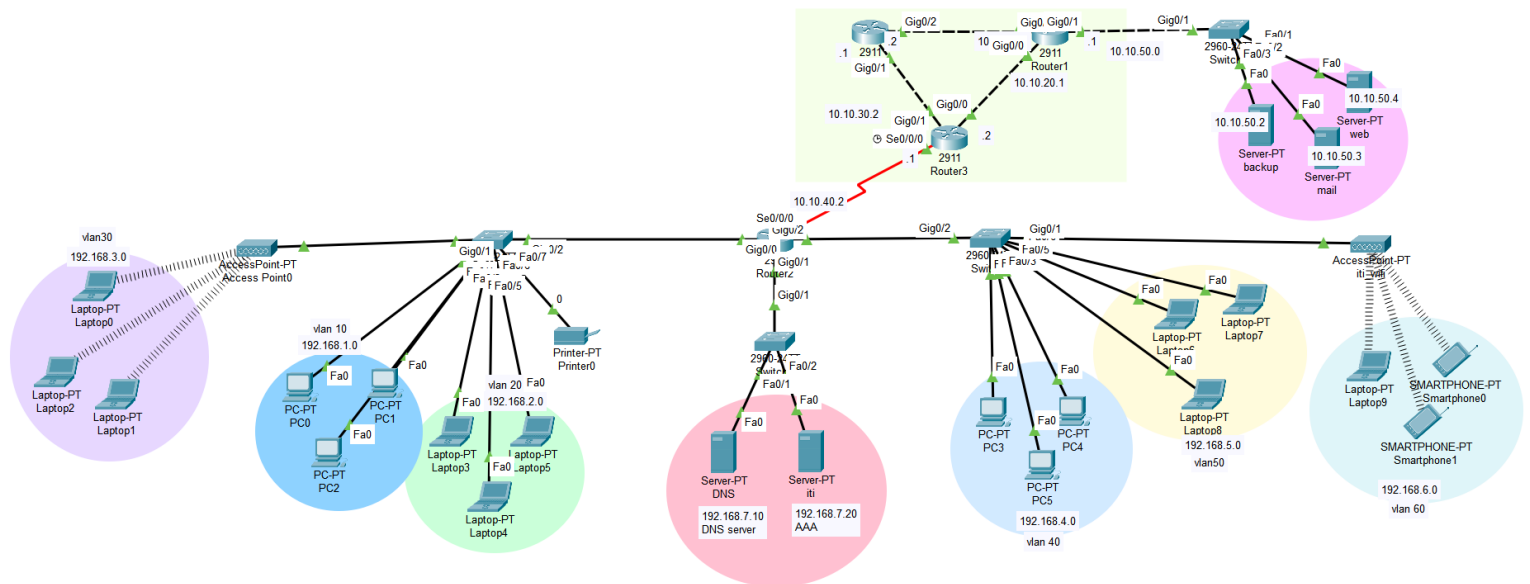 Gig0/2
.2
.1
2911
Gig0/1
Gig0/1
.1
10.10.50.0
Gig0/0
2911
Router1
10.10.20.1
10.10.30.2
Gig0/0
Gig0/1
Se0/0/0
.2
.1
2911
Router3
Gig0/1
Fa0/1
Fa0/3
Fa0
Fa0
Fa0
10.10.50.4
Server-PT
web
10.10.50.2
Server-PT
backup
10.10.50.3
Server-PT
mail
10.10.40.2
Se0/0/0
Gig0/2
Gig0/0
Gig0/1
Router2
vlan30
192.168.3.0
AccessPoint-PT
Access Point0
Laptop-PT
Laptop0
Laptop-PT
Laptop2
Laptop-PT
Laptop1
Gig0/1
Fa0/7
Fa0/5
vlan 10
192.168.1.0
Fa0
PC-PT
PC0
Fa0
PC-PT
PC1
Fa0
PC-PT
PC2
0
Printer-PT
Printer0
vlan 20
192.168.2.0
Fa0
Fa0
Laptop-PT
Laptop3
Laptop-PT
Laptop5
Fa0
Laptop-PT
Laptop4
Gig0/1
Fa0/2
Fa0/1
Fa0
Fa0
Server-PT
DNS
Server-PT
iti
192.168.7.10
DNS server
192.168.7.20
AAA
Gig0/2
Gig0/1
Fa0/3
Fa0
PC-PT
PC3
Fa0
PC-PT
PC4
Fa0
PC-PT
PC5
192.168.4.0
vlan 40
Fa0
Laptop-PT
Fa0
Laptop-PT
Laptop7
Fa0
Laptop-PT
Laptop8
192.168.5.0
vlan50
AccessPoint-PT
iti_wifi
Laptop-PT
Laptop9
SMARTPHONE-PT
Smartphone0
SMARTPHONE-PT
Smartphone1
192.168.6.0
vlan 60